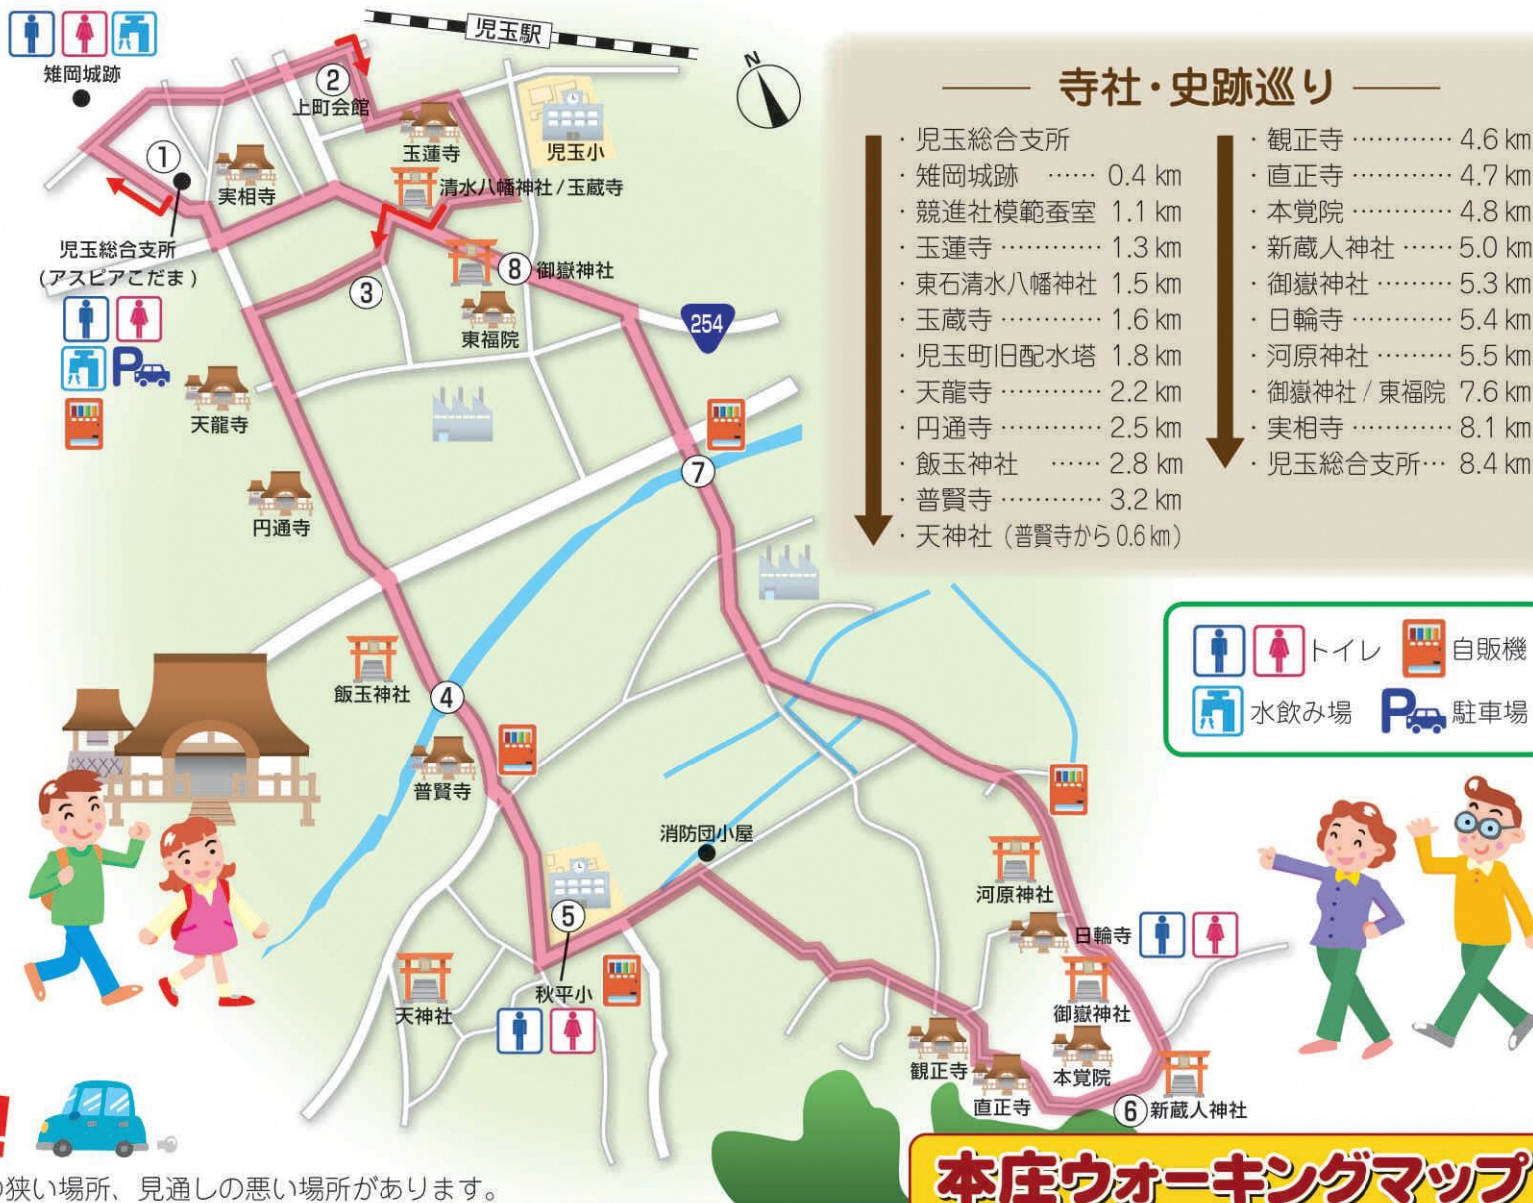 児玉駅
雉岡城跡
②
上町会館
N
玉蓮寺
児玉小
①
実相寺
清水八幡神社 / 玉蔵寺
児玉総合支所
(アスピアこだま)
③
⑧ 御嶽神社
東福院
254
P
天龍寺
⑦
円通寺
飯玉神社
④
普賢寺
消防団小屋
⑤
秋平小
天神社
河原神社
日輪寺
御嶽神社
観正寺
本覚院
直正寺
⑥ 新蔵人神社
寺社・史跡巡り
・児玉総合支所
・雉岡城跡 …… 0.4 km
・競進社模範蚕室 1.1 km
・玉蓮寺 ………… 1.3 km
・東石清水八幡神社 1.5 km
・玉蔵寺 ………… 1.6 km
・児玉町旧配水塔 1.8 km
・天龍寺 ………… 2.2 km
・円通寺 ………… 2.5 km
・飯玉神社 …… 2.8 km
・普賢寺 ………… 3.2 km
・天神社(普賢寺から 0.6 km)
・観正寺 ………… 4.6 km
・直正寺 ………… 4.7 km
・本覚院 ………… 4.8 km
・新蔵人神社 …… 5.0 km
・御嶽神社 ……… 5.3 km
・日輪寺 ………… 5.4 km
・河原神社 ……… 5.5 km
・御嶽神社 / 東福院 7.6 km
・実相寺 ………… 8.1 km
・児玉総合支所… 8.4 km
トイレ 自販機
水飲み場 P 駐車場
!
の狭い場所、見通しの悪い場所があります。
本庄ウォーキングマップ